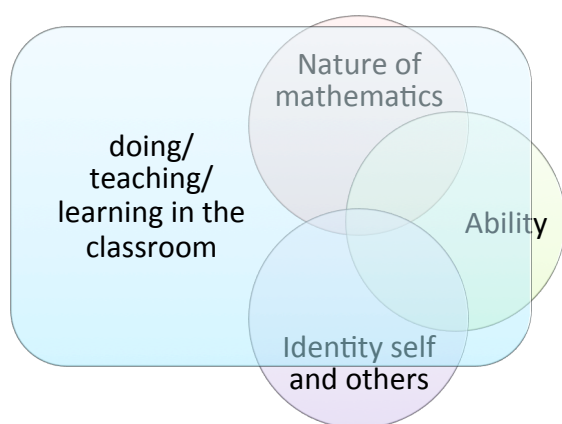 Nature of
mathematics
doing/
teaching/
learning in the
classroom
Ability
Identity self
and others